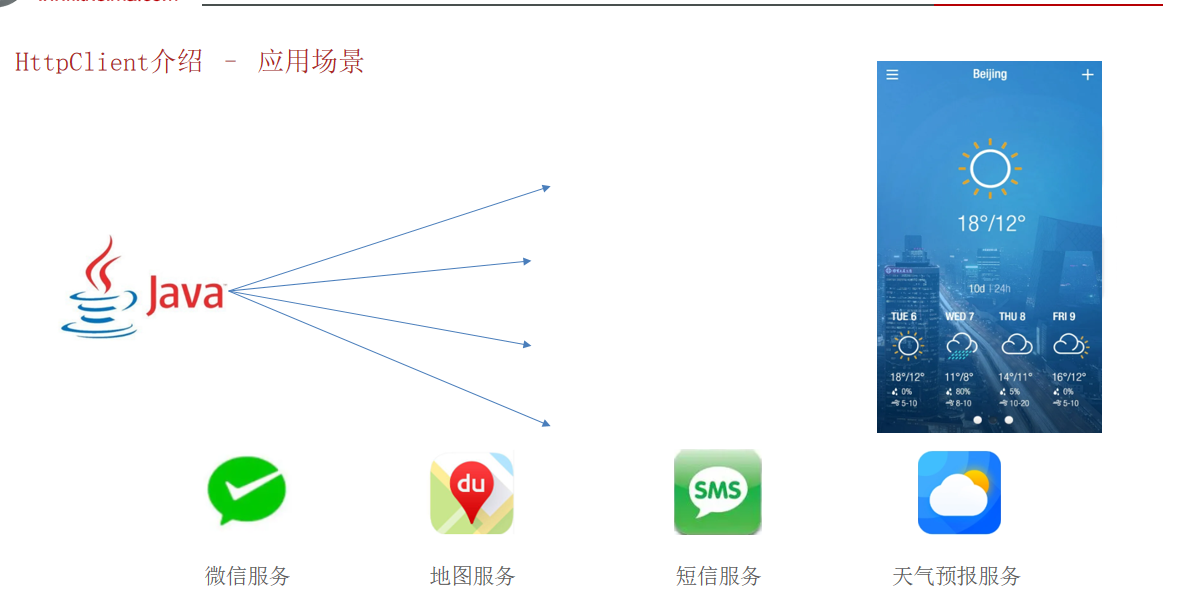 HttpClient介绍 - 应用场景
Beijing
18°/12°
10d | 24h
TUE 6 WED 7 THU 8 FRI 9
18°/12° 11°/8° 14°/11° 16°/12°
0% 80% 5% 0%
5-10 8-10 10-20 5-10
Java
du
SMS
微信服务 地图服务 短信服务 天气预报服务